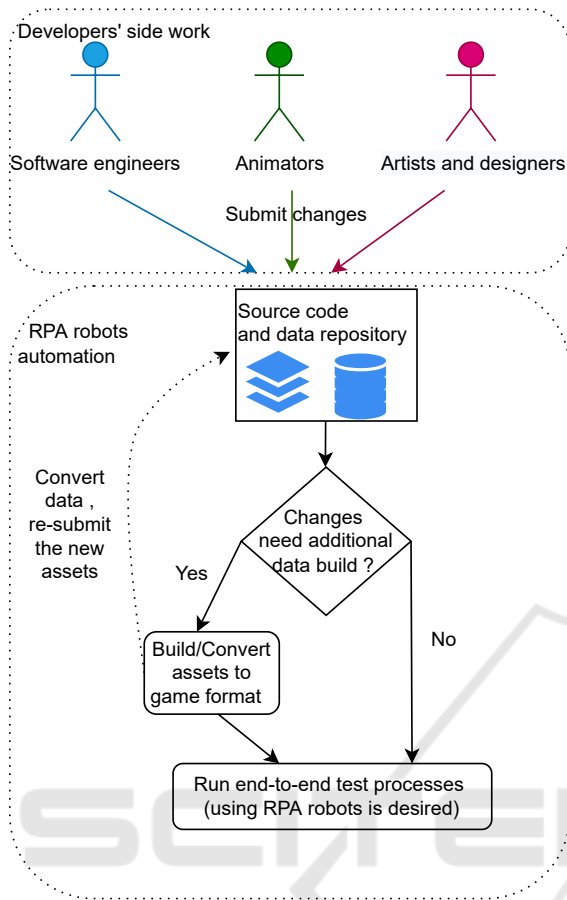 Developers' side work
Software engineers
Animators
Artists and designers
Submit changes
RPA robots
automation
Source code
and data repository
Convert
data ,
re-submit
the new
assets
Changes
need additional
data build ?
Yes
No
Build/Convert
assets to
game format
Run end-to-end test processes
(using RPA robots is desired)